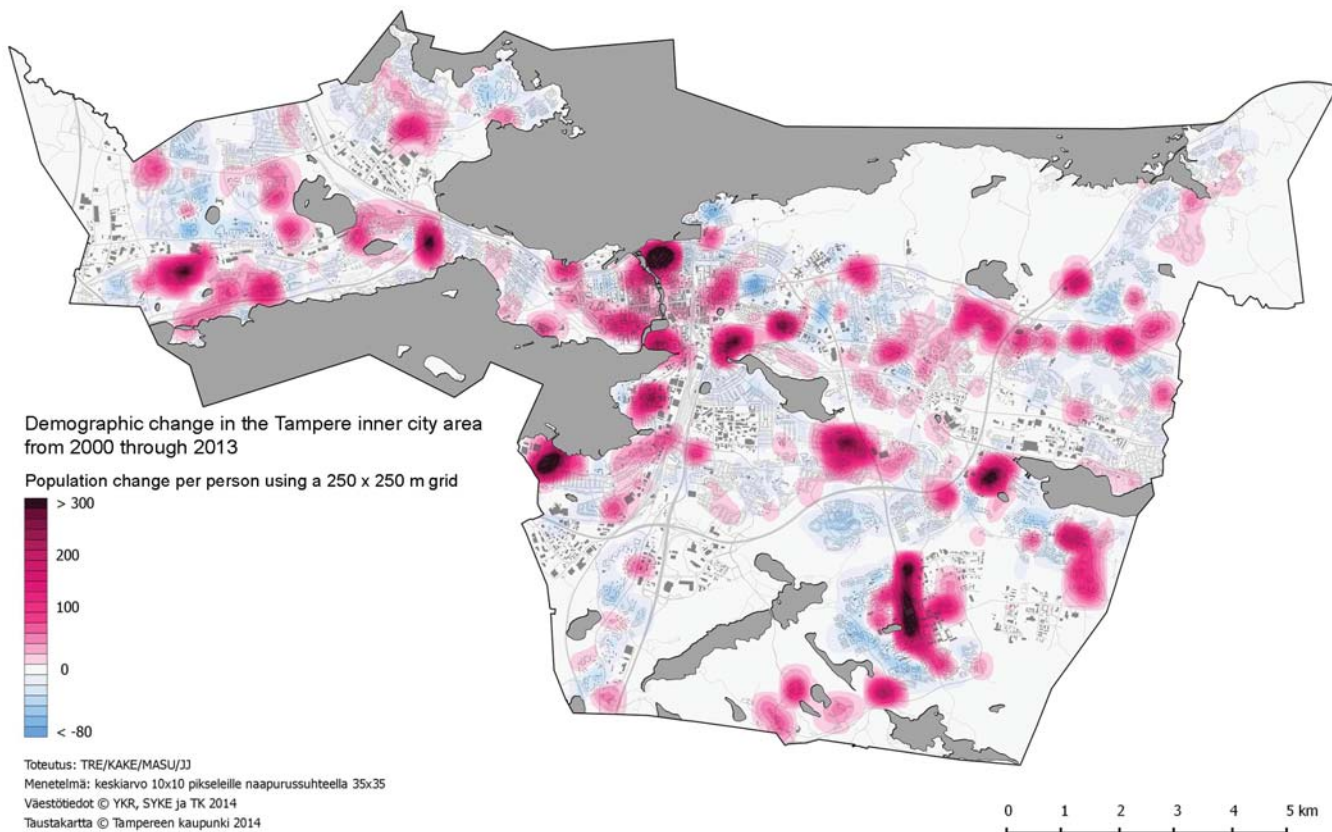 Demographic change in the Tampere inner city area
from 2000 through 2013
Population change per person using a 250 x 250 m grid
> 300
200
100
0
< -80
Toteutus: TRE/KAKE/MASU/JJ
Menetelmä: keskiarvo 10x10 pikseleille naapurussuhteella 35x35
Väestötiedot © YKR, SYKE ja TK 2014
Taustakartta © Tampereen kaupunki 2014
0 1 2 3 4 5 km